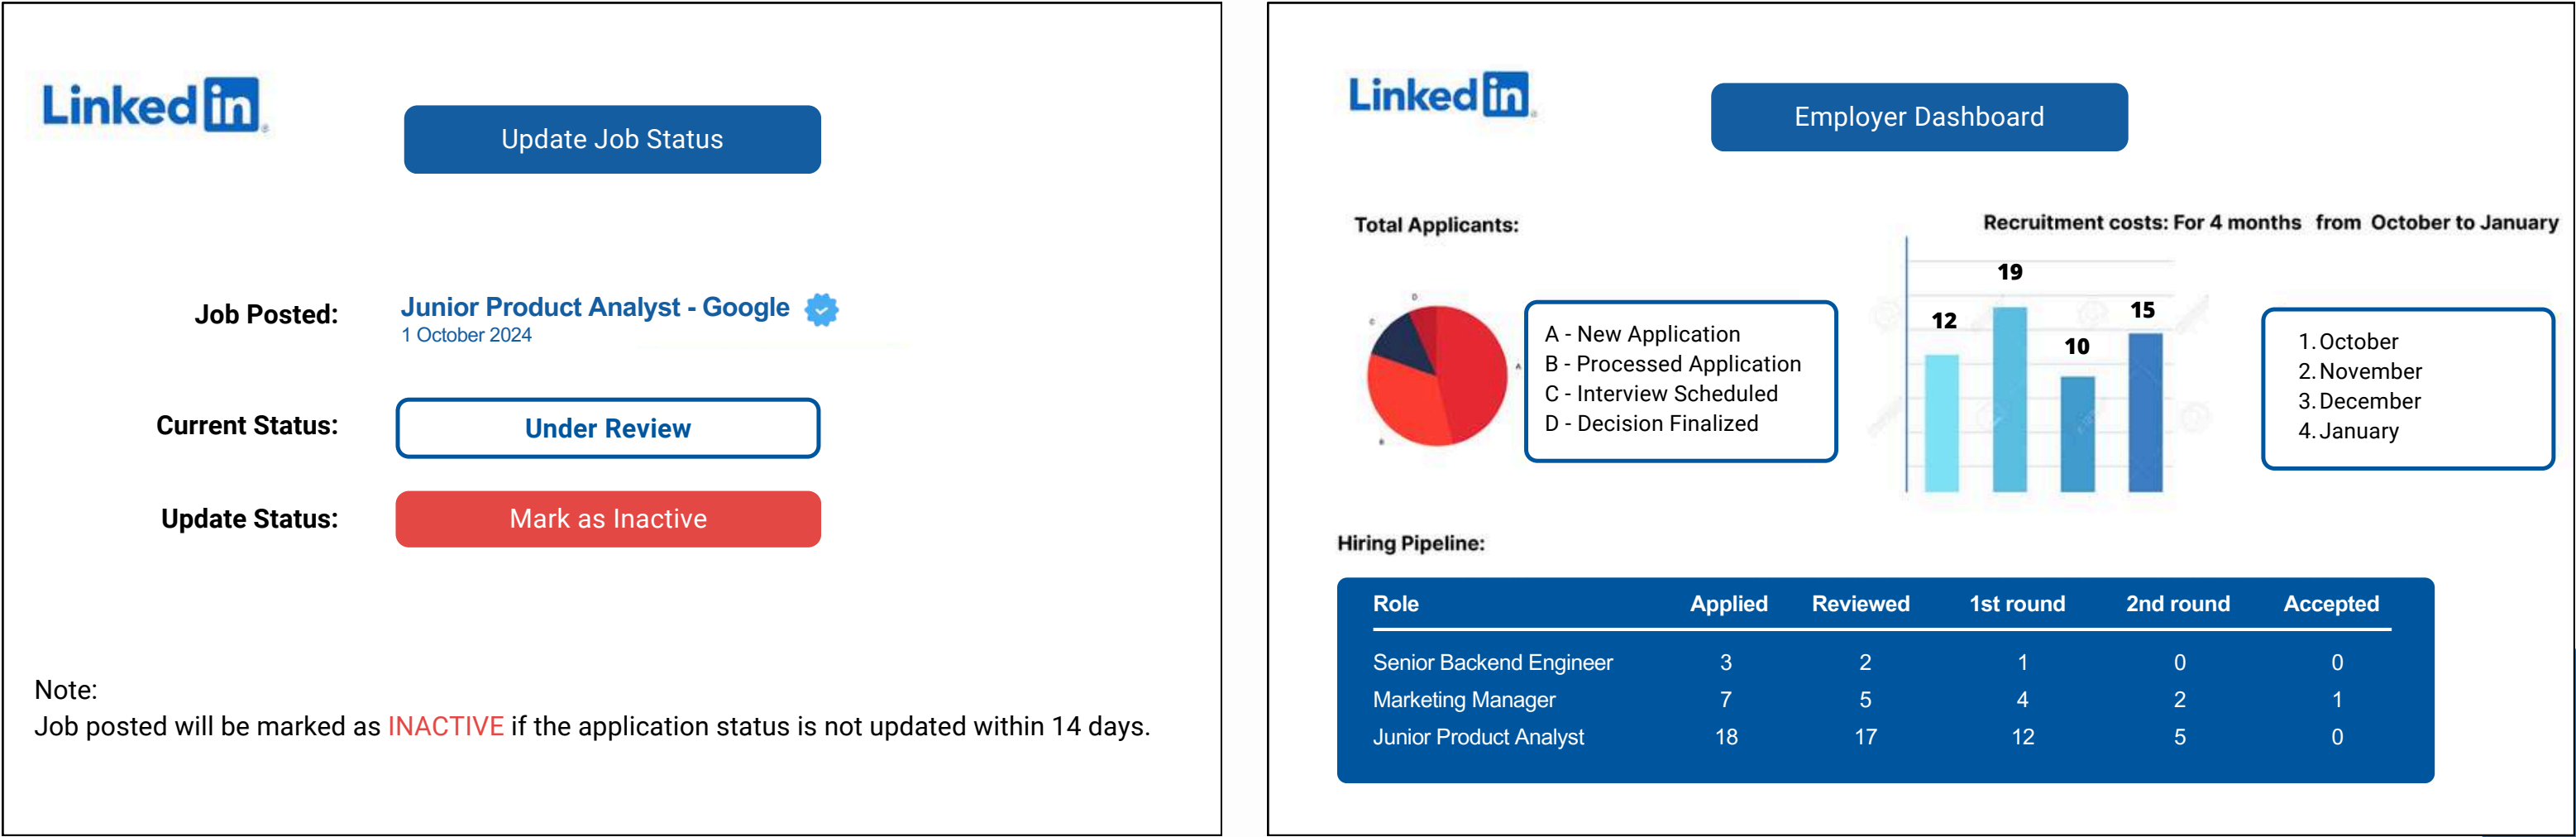 Linked in
Update Job Status
Job Posted:
Junior Product Analyst - Google
1 October 2024
Current Status:
Under Review
Update Status:
Mark as Inactive
Note:
Job posted will be marked as INACTIVE if the application status is not updated within 14 days.
Linked in
Employer Dashboard
Total Applicants:
D
C
A
B
A - New Application
B - Processed Application
C - Interview Scheduled
D - Decision Finalized
Recruitment costs: For 4 months from October to January
12
19
10
15
1. October
2. November
3. December
4. January
Hiring Pipeline:
Role Applied Reviewed 1st round 2nd round Accepted
Senior Backend Engineer 3 2 1 0 0
Marketing Manager 7 5 4 2 1
Junior Product Analyst 18 17 12 5 0